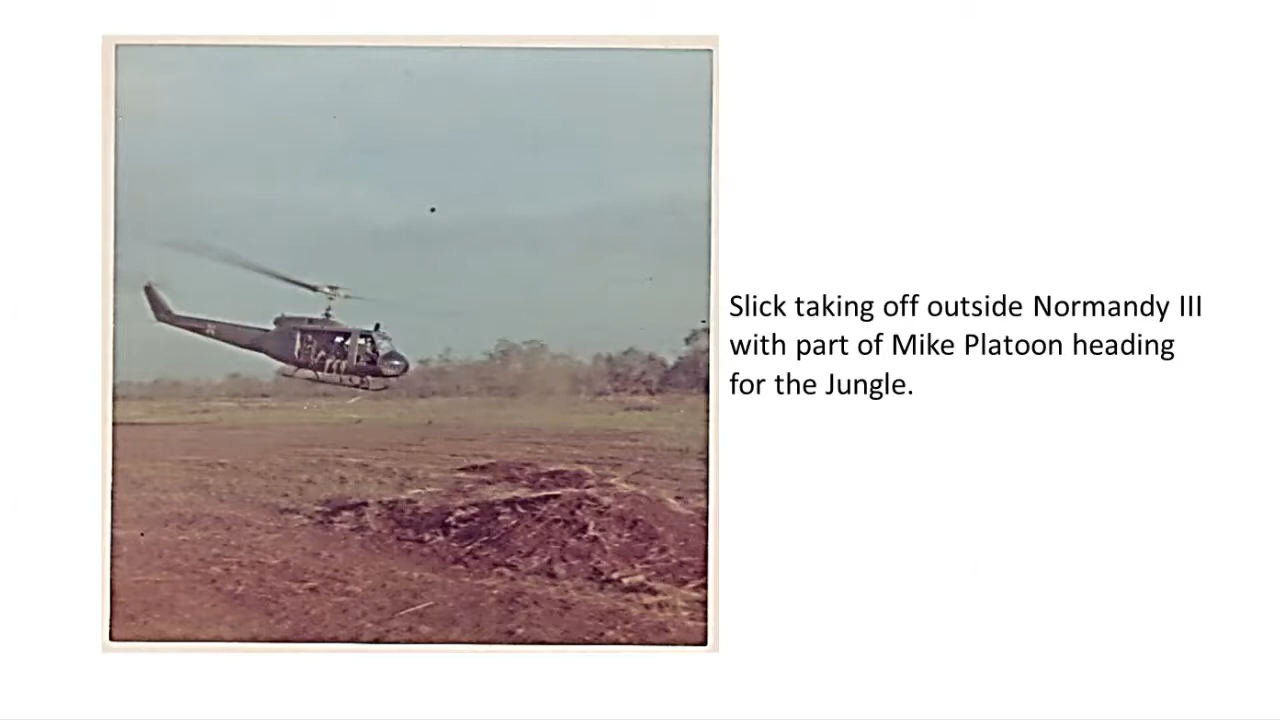 Slick taking off outside Normandy III
with part of Mike Platoon heading
for the Jungle.